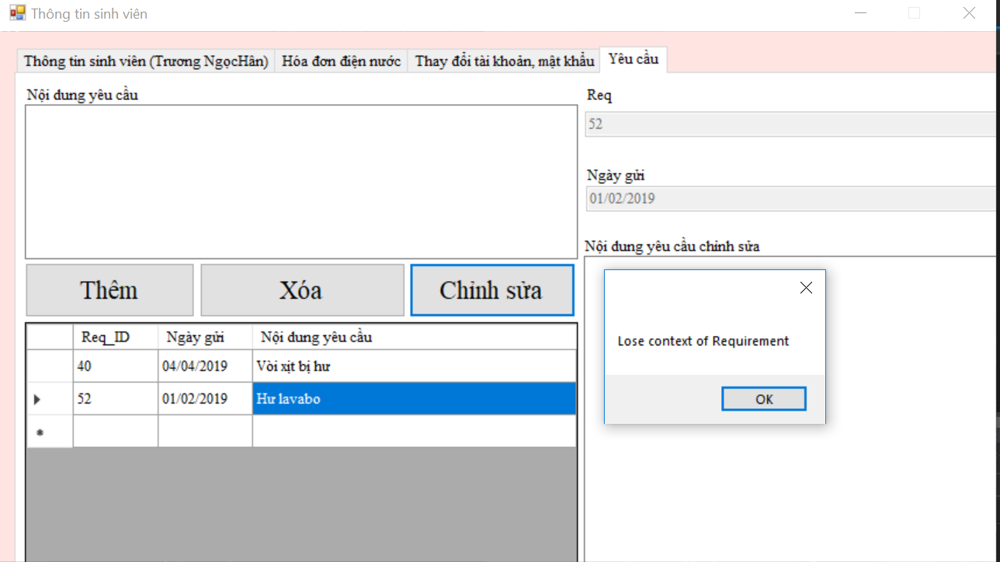 Thông tin sinh viên
Thông tin sinh viên (Trương NgọcHân) Hóa đơn điện nước Thay đổi tài khoản, mật khẩu Yêu cầu
Nội dung yêu cầu
Req
52
Ngày gửi
01/02/2019
Nội dung yêu cầu chỉnh sửa
Thêm Xóa Chỉnh sửa
Req_ID Ngày gửi Nội dung yêu cầu
40 04/04/2019 Vòi xịt bị hư
52 01/02/2019 Hư lavabo
Lose context of Requirement
OK